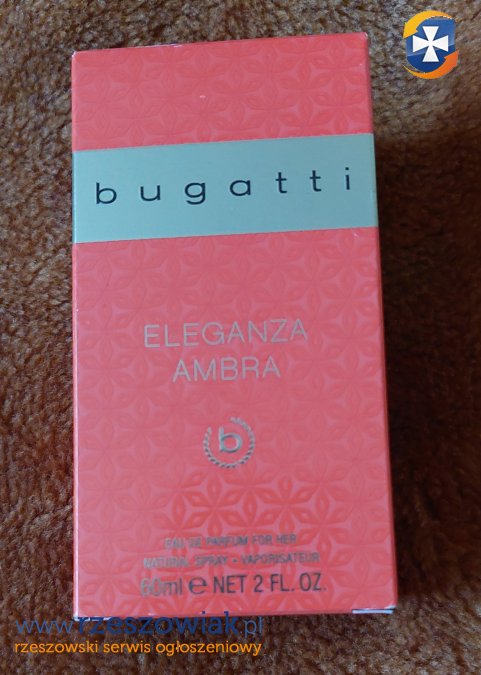 bugatti
ELEGANZA
AMBRA
b
EAU DE PARFUM FOR HER
NATURAL SPRAY - VAPORISATEUR
60ml e NET 2 FL. OZ.
www.rzeszowiak.pl
rzeszowski serwis ogłoszeniowy